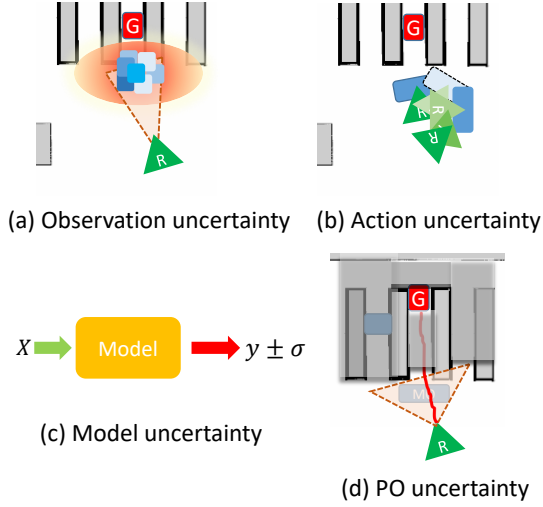 G
R
(a) Observation uncertainty
G
R
R
R
(b) Action uncertainty
X
Model
y ± σ
(c) Model uncertainty
G
R
(d) PO uncertainty